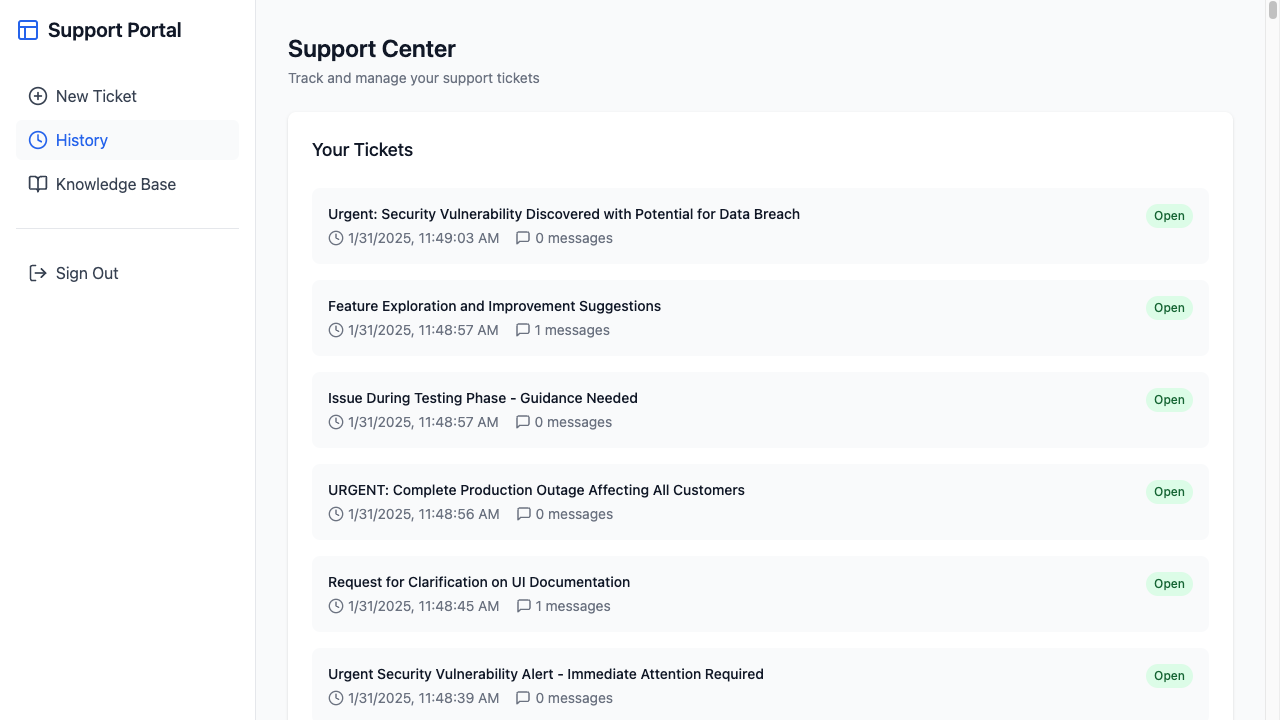 Support Portal
New Ticket
History
Knowledge Base
Sign Out
Support Center
Track and manage your support tickets
Your Tickets
Urgent: Security Vulnerability Discovered with Potential for Data Breach
Open
1/31/2025, 11:49:03 AM 0 messages
Feature Exploration and Improvement Suggestions
Open
1/31/2025, 11:48:57 AM 1 messages
Issue During Testing Phase - Guidance Needed
Open
1/31/2025, 11:48:57 AM 0 messages
URGENT: Complete Production Outage Affecting All Customers
Open
1/31/2025, 11:48:56 AM 0 messages
Request for Clarification on UI Documentation
Open
1/31/2025, 11:48:45 AM 1 messages
Urgent Security Vulnerability Alert - Immediate Attention Required
Open
1/31/2025, 11:48:39 AM 0 messages